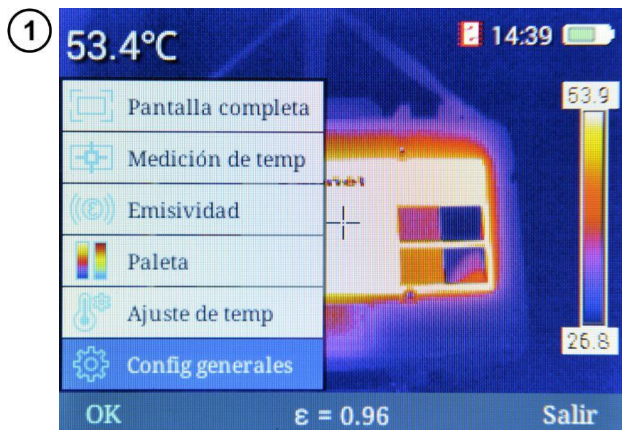 1
53.4°C
14:39
Pantalla completa
53.9
Medición de temp
((ε)) Emisividad
Paleta
Ajuste de temp
26.8
Config generales
OK ε = 0.96 Salir